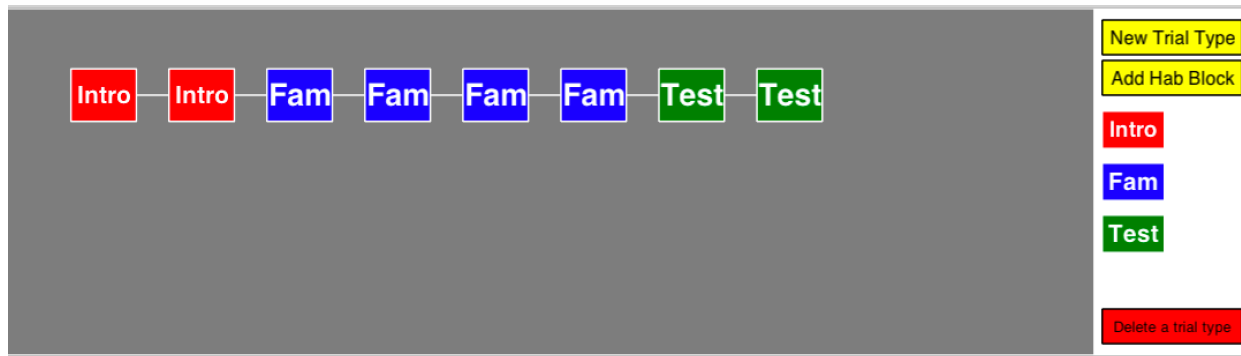 Intro Intro Fam Fam Fam Fam Test Test
New Trial Type
Add Hab Block
Intro
Fam
Test
Delete a trial type